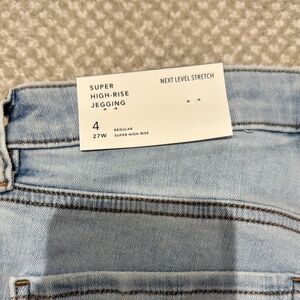 SUPER
HIGH-RISE
JEGGING
NEXT LEVEL STRETCH
4
27W
REGULAR
SUPER HIGH RISE